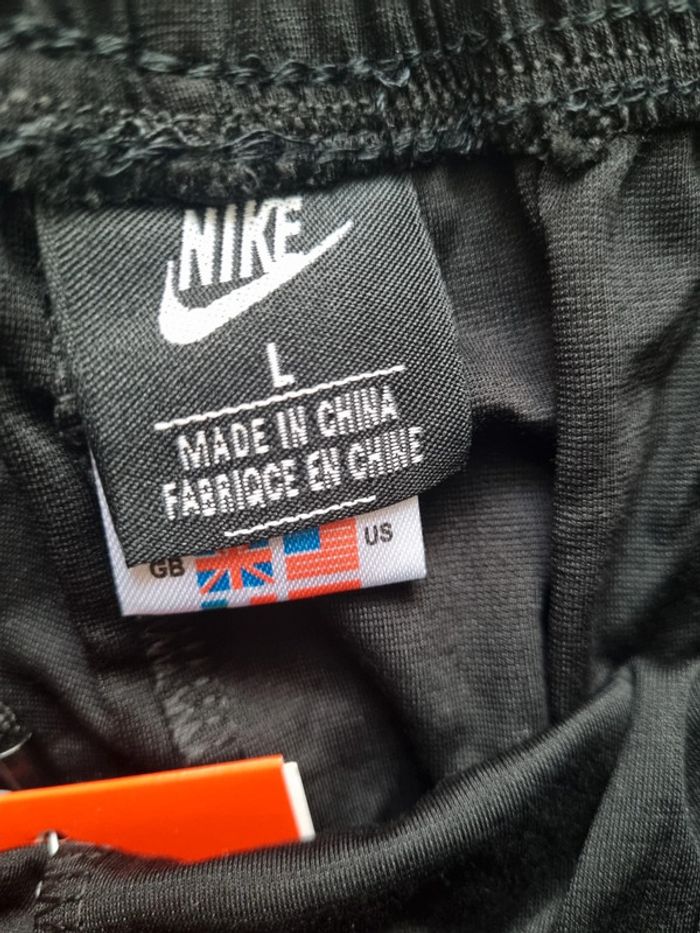 NIKE
L
MADE IN CHINA
FABRIQCE EN CHINE
GB US